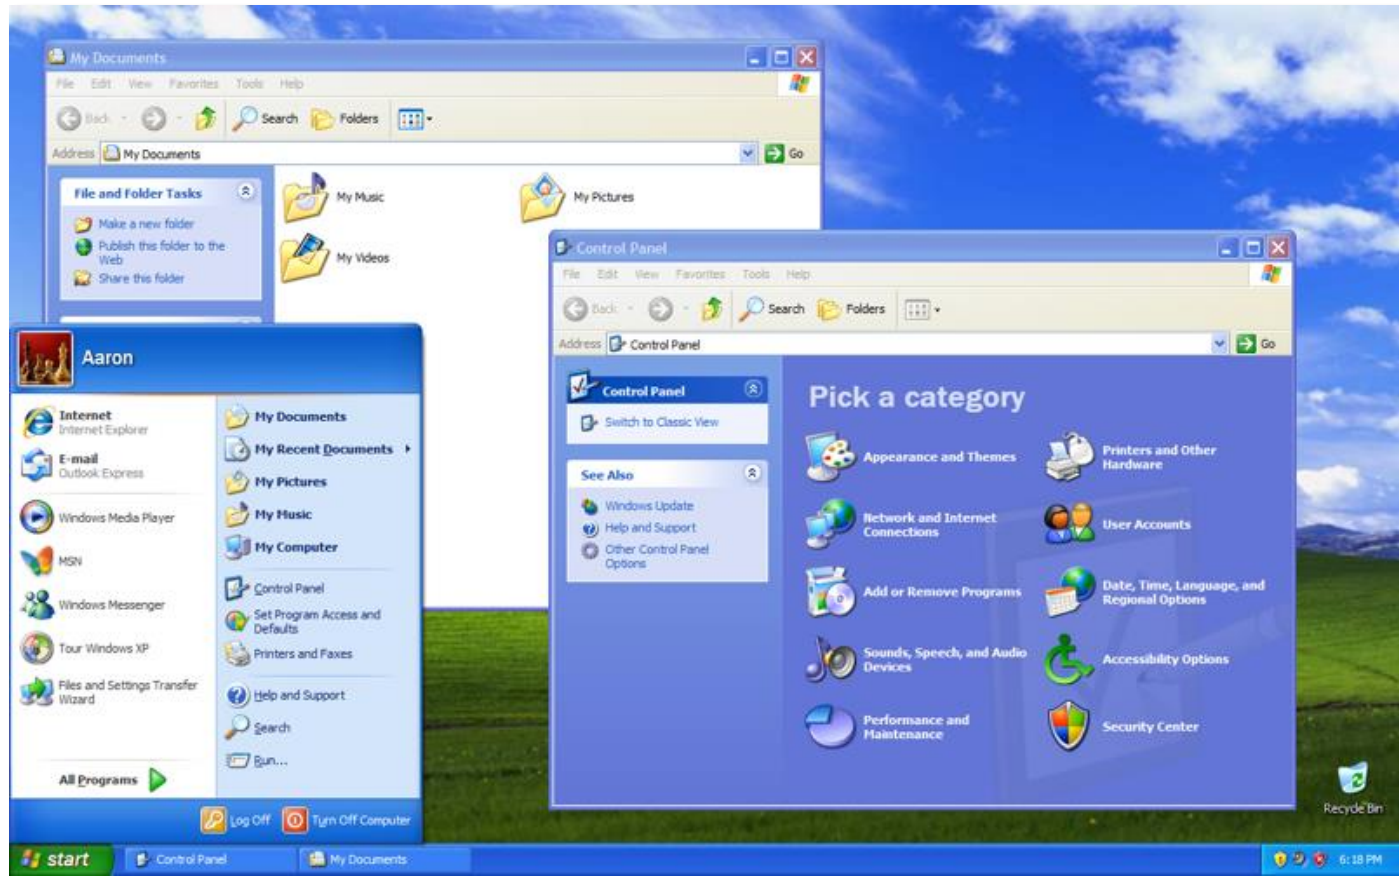 My Documents
File Edit View Favorites Tools Help
Back Search Folders
Address My Documents Go
File and Folder Tasks
Make a new folder
Publish this folder to the
Web
Share this folder
My Music
My Pictures
My Videos
Control Panel
File Edit View Favorites Tools Help
Back Search Folders
Address Control Panel Go
Control Panel
Switch to Classic View
See Also
Windows Update
Help and Support
Other Control Panel
Options
Pick a category
Appearance and Themes
Printers and Other
Hardware
Network and Internet
Connections
User Accounts
Add or Remove Programs
Date, Time, Language, and
Regional Options
Sounds, Speech, and Audio
Devices
Accessibility Options
Performance and
Maintenance
Security Center
Aaron
Internet
Internet Explorer
E-mail
Outlook Express
Windows Media Player
MSN
Windows Messenger
Tour Windows XP
Files and Settings Transfer
Wizard
All Programs
My Documents
My Recent Documents
My Pictures
My Music
My Computer
Control Panel
Set Program Access and
Defaults
Printers and Faxes
Help and Support
Search
Run...
Log Off Turn Off Computer
Recycle Bin
start Control Panel My Documents 6:18 PM